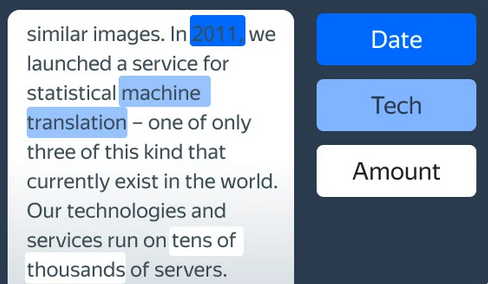 similar images. In 2011, we
launched a service for
statistical machine
translation – one of only
three of this kind that
currently exist in the world.
Our technologies and
services run on tens of
thousands of servers.
Date
Tech
Amount